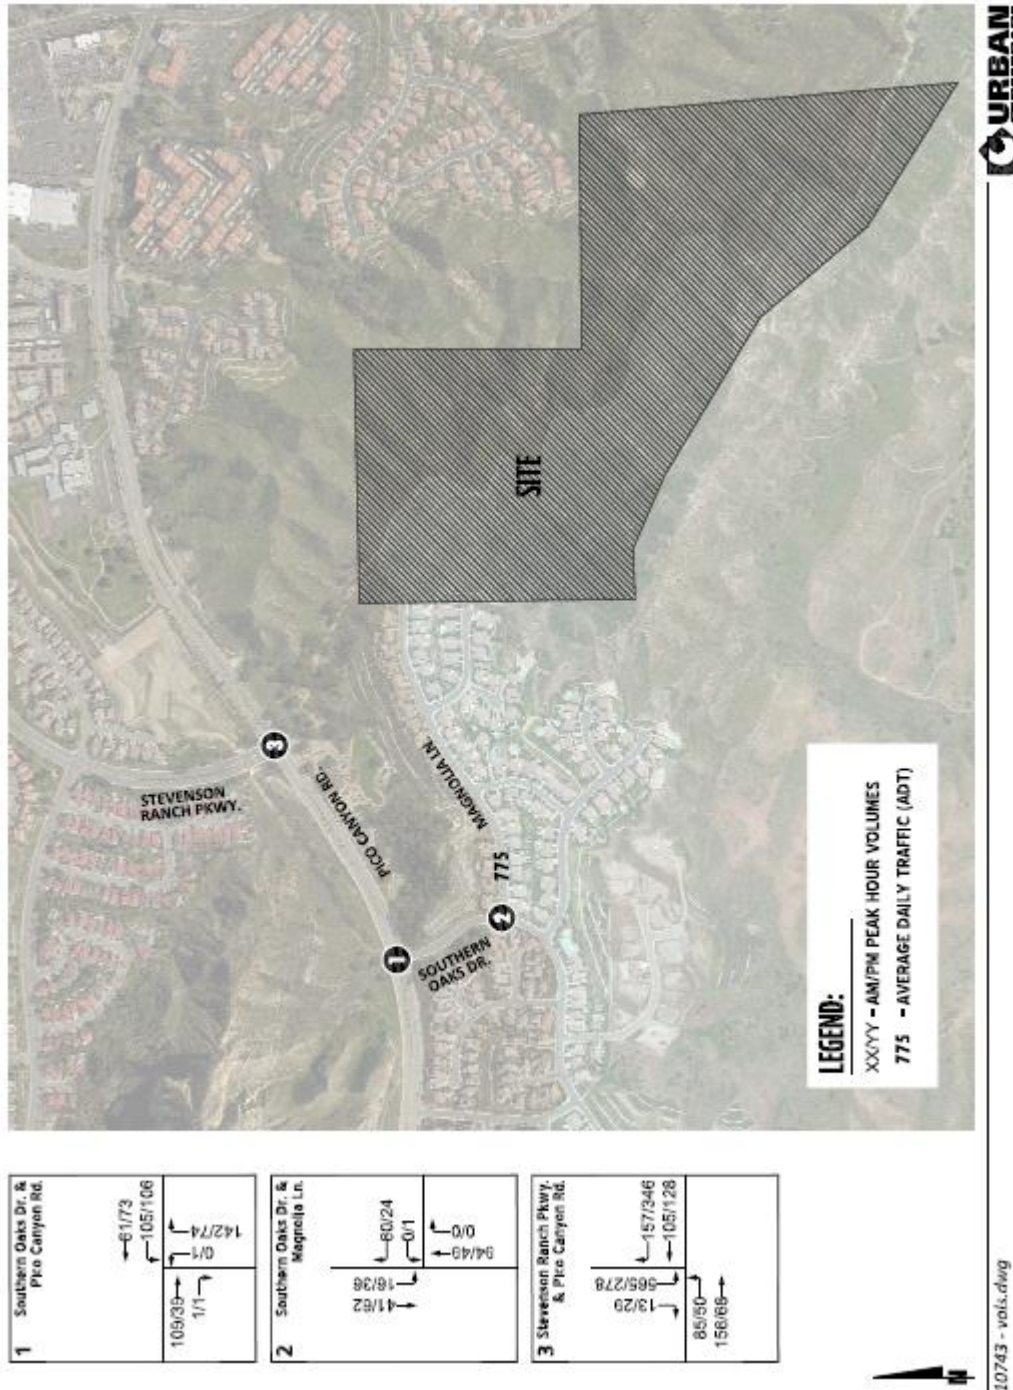 1 Southern Oaks Dr. &
Pico Canyon Rd.
61/73
105/106
109/39
1/1
0/1
142/74
2 Southern Oaks Dr. &
Magnolia Ln.
60/24
0/1
16/36
41/62
94/49
0/0
3 Stevenson Ranch Pkwy.
& Pico Canyon Rd.
157/346
105/128
565/278
13/29
85/50
156/68
STEVENSON
RANCH PKWY.
3
PICO CANYON RD.
1
SOUTHERN
OAKS DR.
2
775
MAGNOLIA LN.
SITE
LEGEND:
XX/YY - AM/PM PEAK HOUR VOLUMES
775 - AVERAGE DAILY TRAFFIC (ADT)
N
10743 - vols.dwg
URBAN